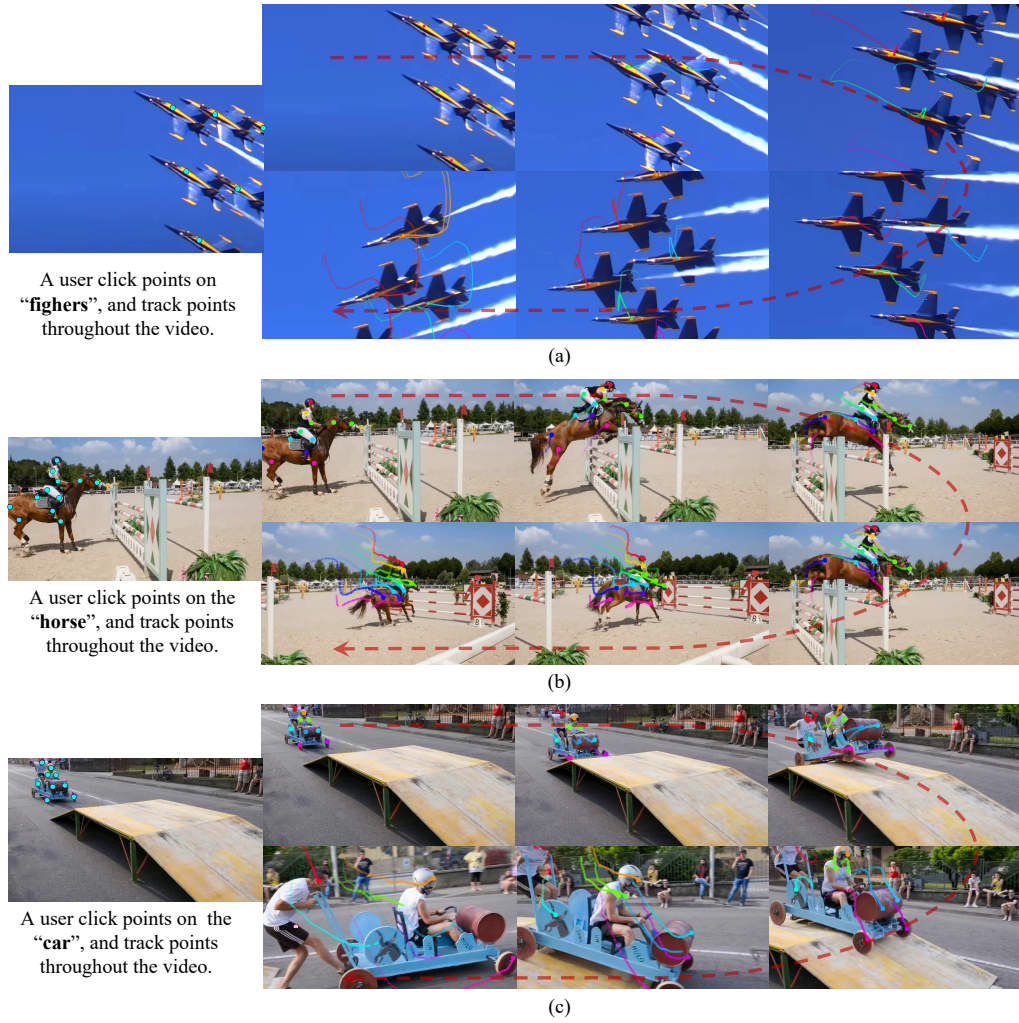 A user click points on
“fighers”, and track points
throughout the video.
(a)
A user click points on the
“horse”, and track points
throughout the video.
(b)
A user click points on  the
“car”, and track points
throughout the video.
(c)